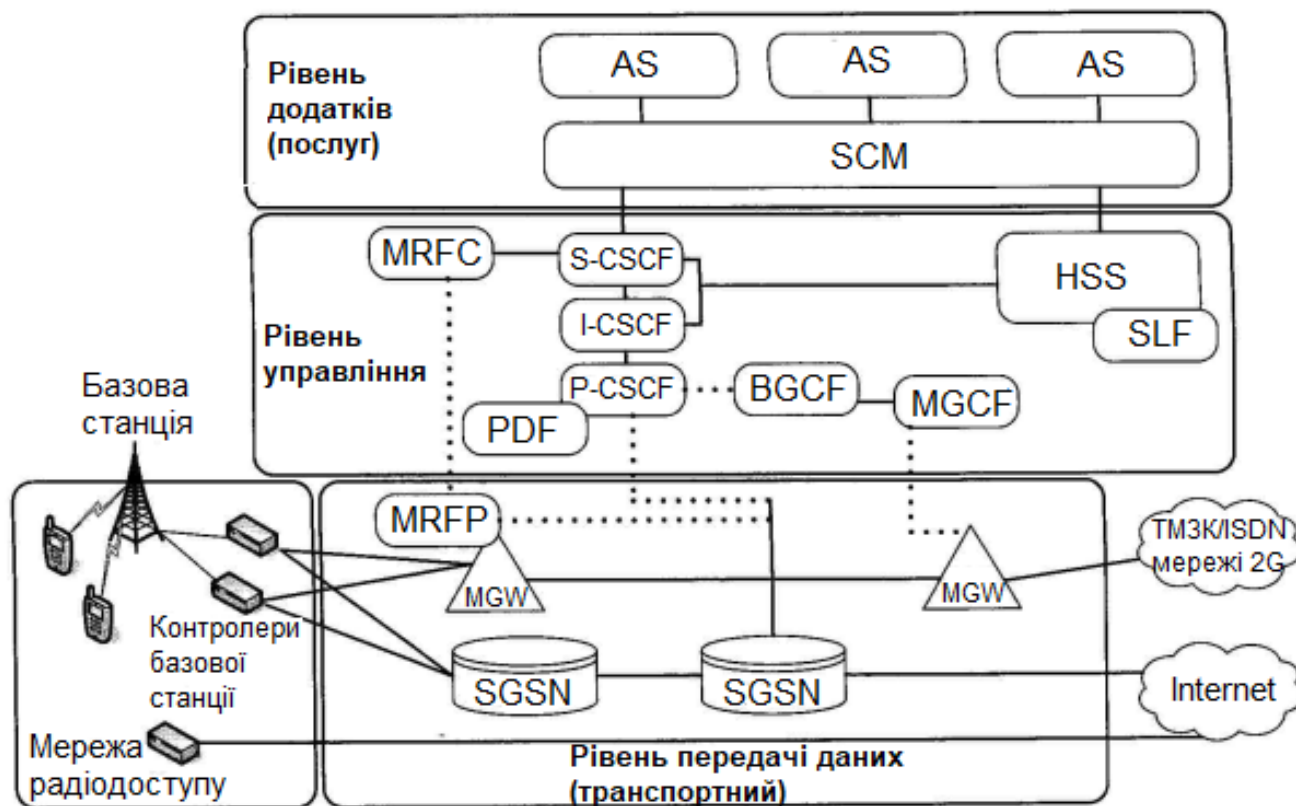 Рівень
додатків
(послуг)
AS
AS
AS
SCM
MRFC
S-CSCF
HSS
I-CSCF
SLF
Рівень
управління
P-CSCF
BGCF
MGCF
PDF
Базова
станція
MRFP
MGW
MGW
ТМЗК/ISDN
мережі 2G
Контролери
базової
станції
SGSN
SGSN
Internet
Мережа
радіодоступу
Рівень передачі даних
(транспортний)